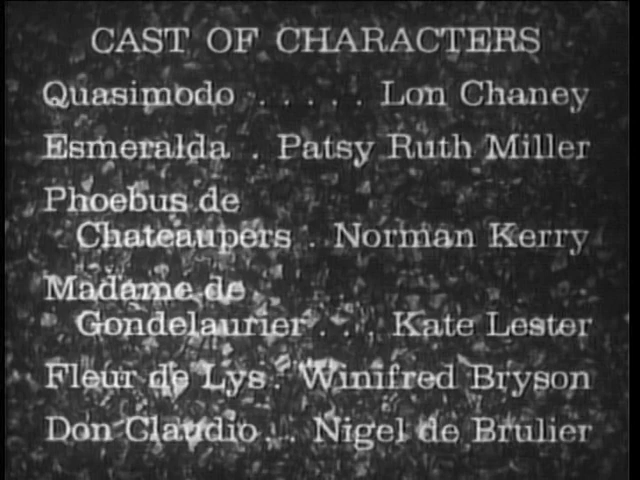 CAST OF CHARACTERS
Quasimodo . . . . . Lon Chaney
Esmeralda . Patsy Ruth Miller
Phoebus de
Chateaupers . Norman Kerry
Madame de
Gondelaurier . . . Kate Lester
Fleur de Lys . Winifred Bryson
Don Claudio . . Nigel de Brulier